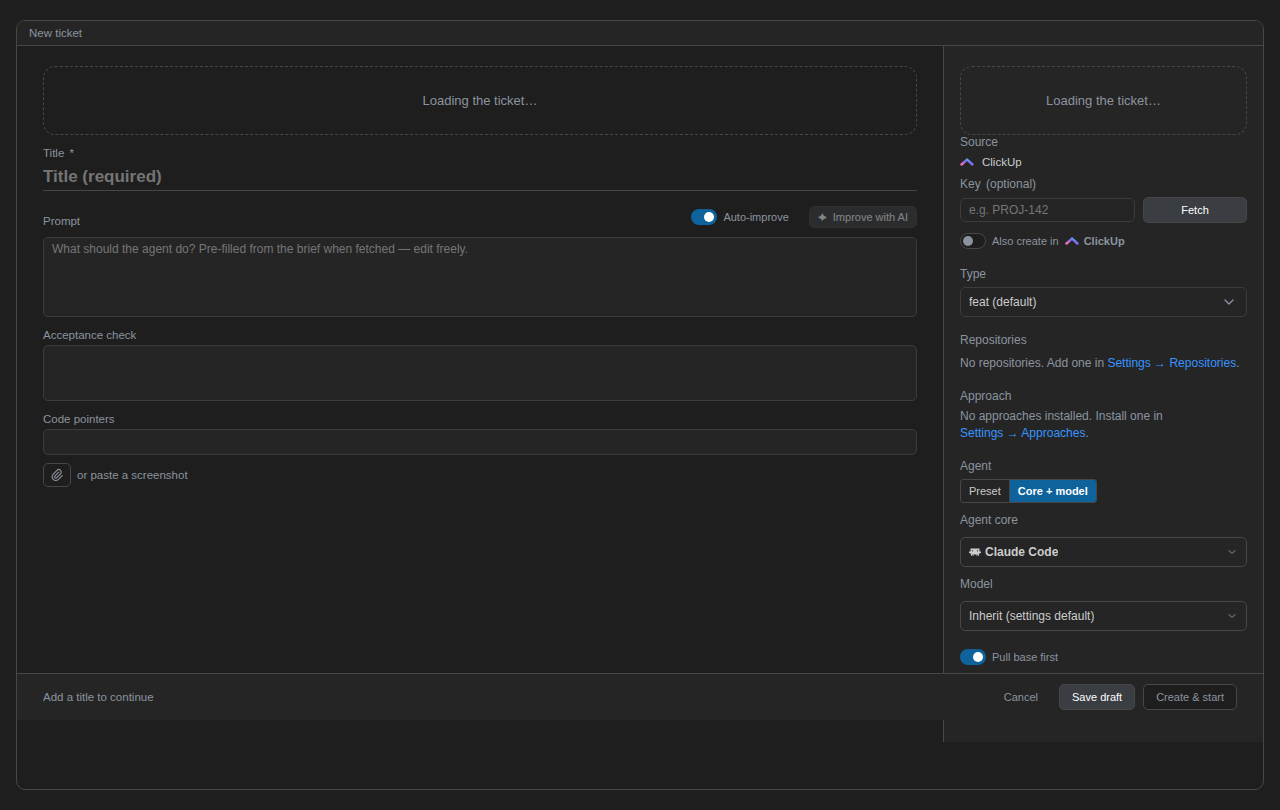 New ticket
Loading the ticket…
Title *
Title (required)
Prompt
Auto-improve
Improve with AI
What should the agent do? Pre-filled from the brief when fetched — edit freely.
Acceptance check
Code pointers
or paste a screenshot
Loading the ticket…
Source
ClickUp
Key (optional)
e.g. PROJ-142
Fetch
Also create in ClickUp
Type
feat (default)
Repositories
No repositories. Add one in Settings → Repositories.
Approach
No approaches installed. Install one in
Settings → Approaches.
Agent
Preset
Core + model
Agent core
Claude Code
Model
Inherit (settings default)
Pull base first
Add a title to continue
Cancel
Save draft
Create & start